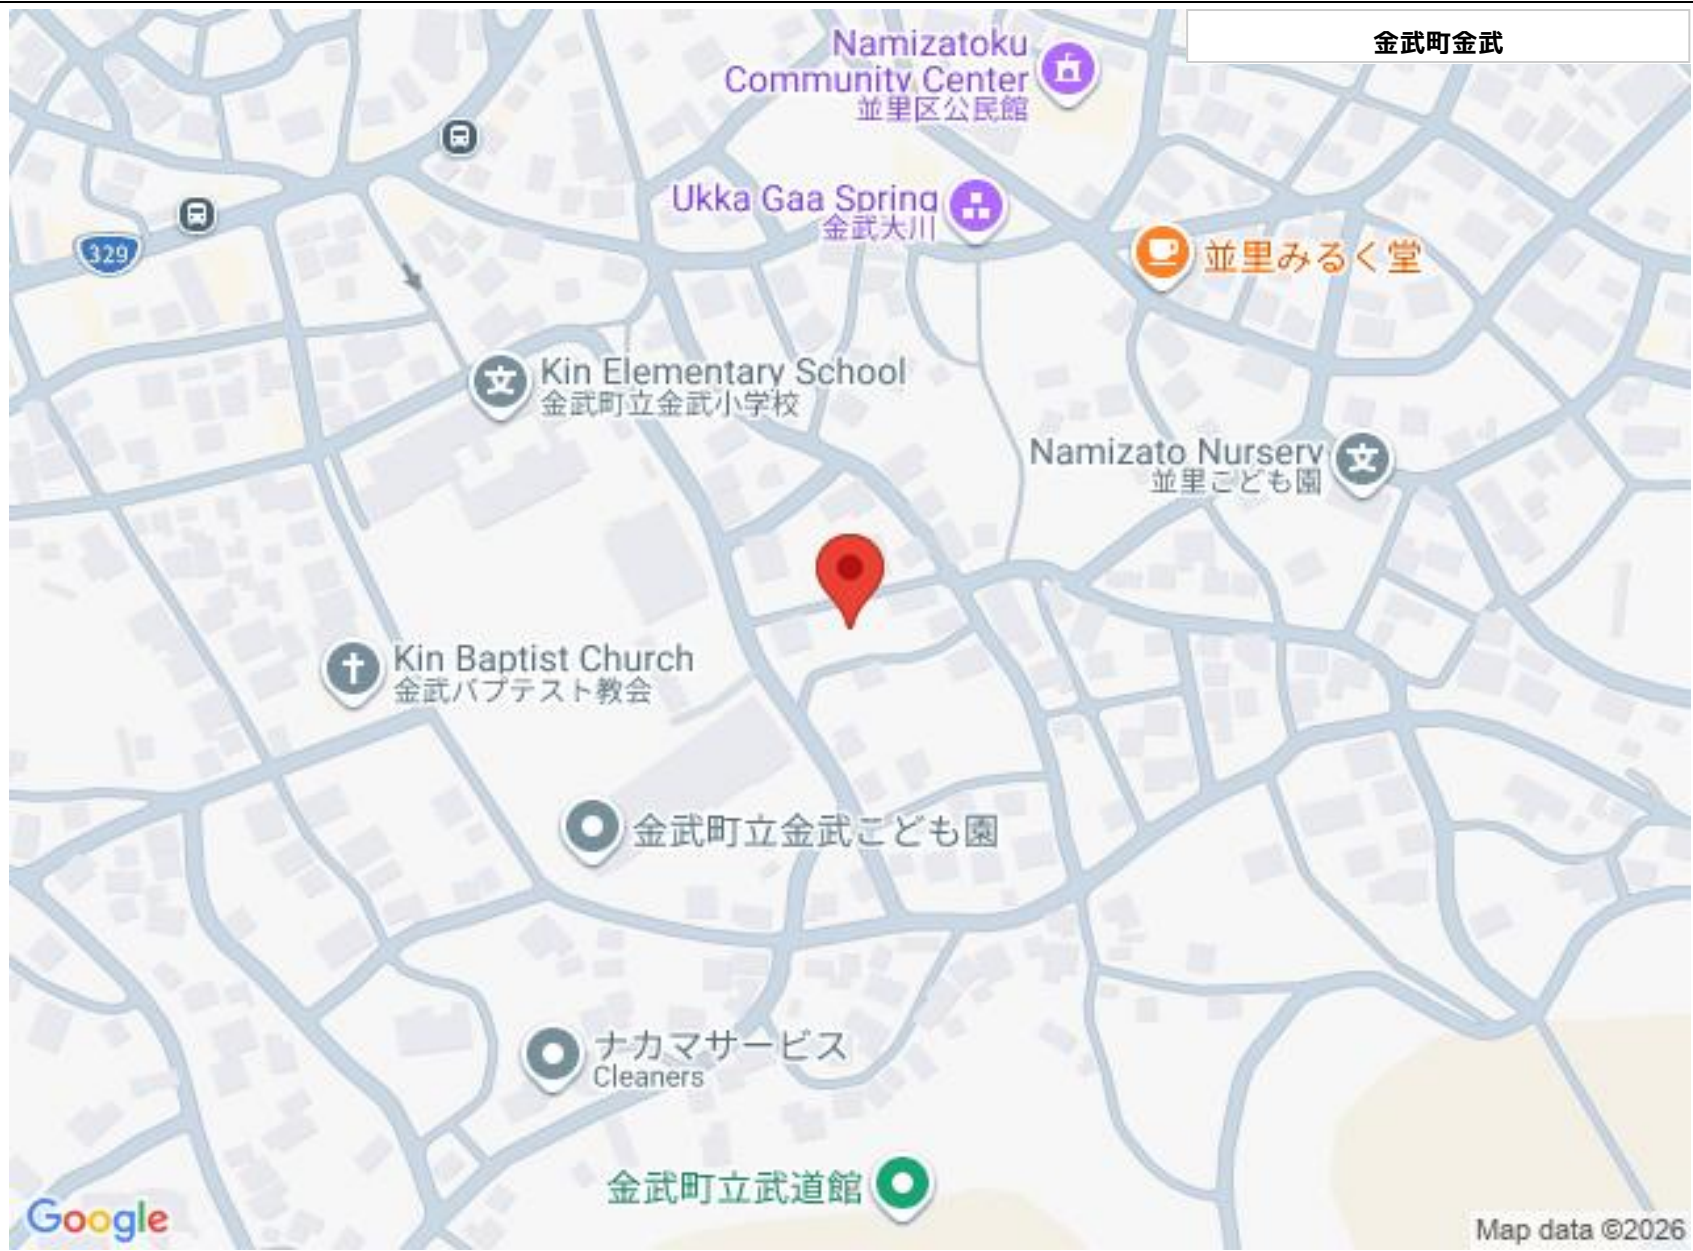 金武町金武
Namizatoku
Community Center
並里区公民館
Ukka Gaa Spring
金武大川
並里みるく堂
329
Kin Elementary School
金武町立金武小学校
Namizato Nursery
並里こども園
Kin Baptist Church
金武バプテスト教会
金武町立金武こども園
ナカマサービス
Cleaners
金武町立武道館
Google
Map data ©2026